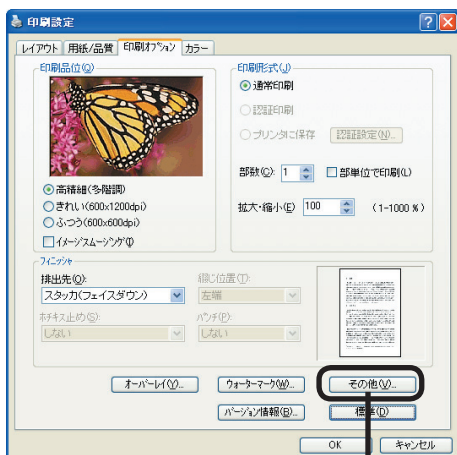 印刷設定
レイアウト 用紙/品質 印刷オプション カラー
印刷品位(Q)
高精細(多階調)
きれい(600x1200dpi)
ふつう(600x600dpi)
イメージスムージング(I)
印刷形式(J)
通常印刷
認証印刷
プリンタに保存 認証設定(N)...
部数(C): 1 部単位で印刷(L)
拡大・縮小(E) 100 (1-1000 %)
フィニッシャ
排出先(O):
スタッカ(フェイスダウン)
綴じ位置(T):
左端
ホチキス止め(S):
しない
パンチ(P):
しない
オーバーレイ(Y)... ウォーターマーク(W)... その他(V)...
バージョン情報(B)... 標準(D)
OK キャンセル